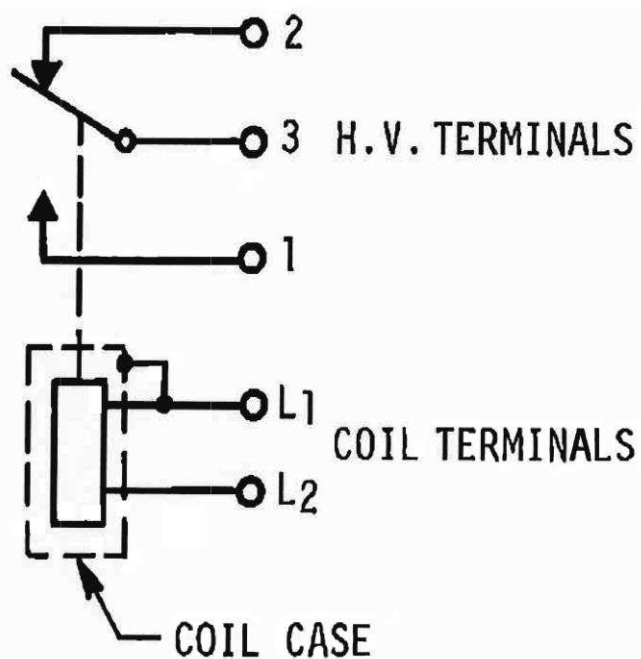 2
3 H.V. TERMINALS
1
L1
COIL TERMINALS
L2
COIL CASE